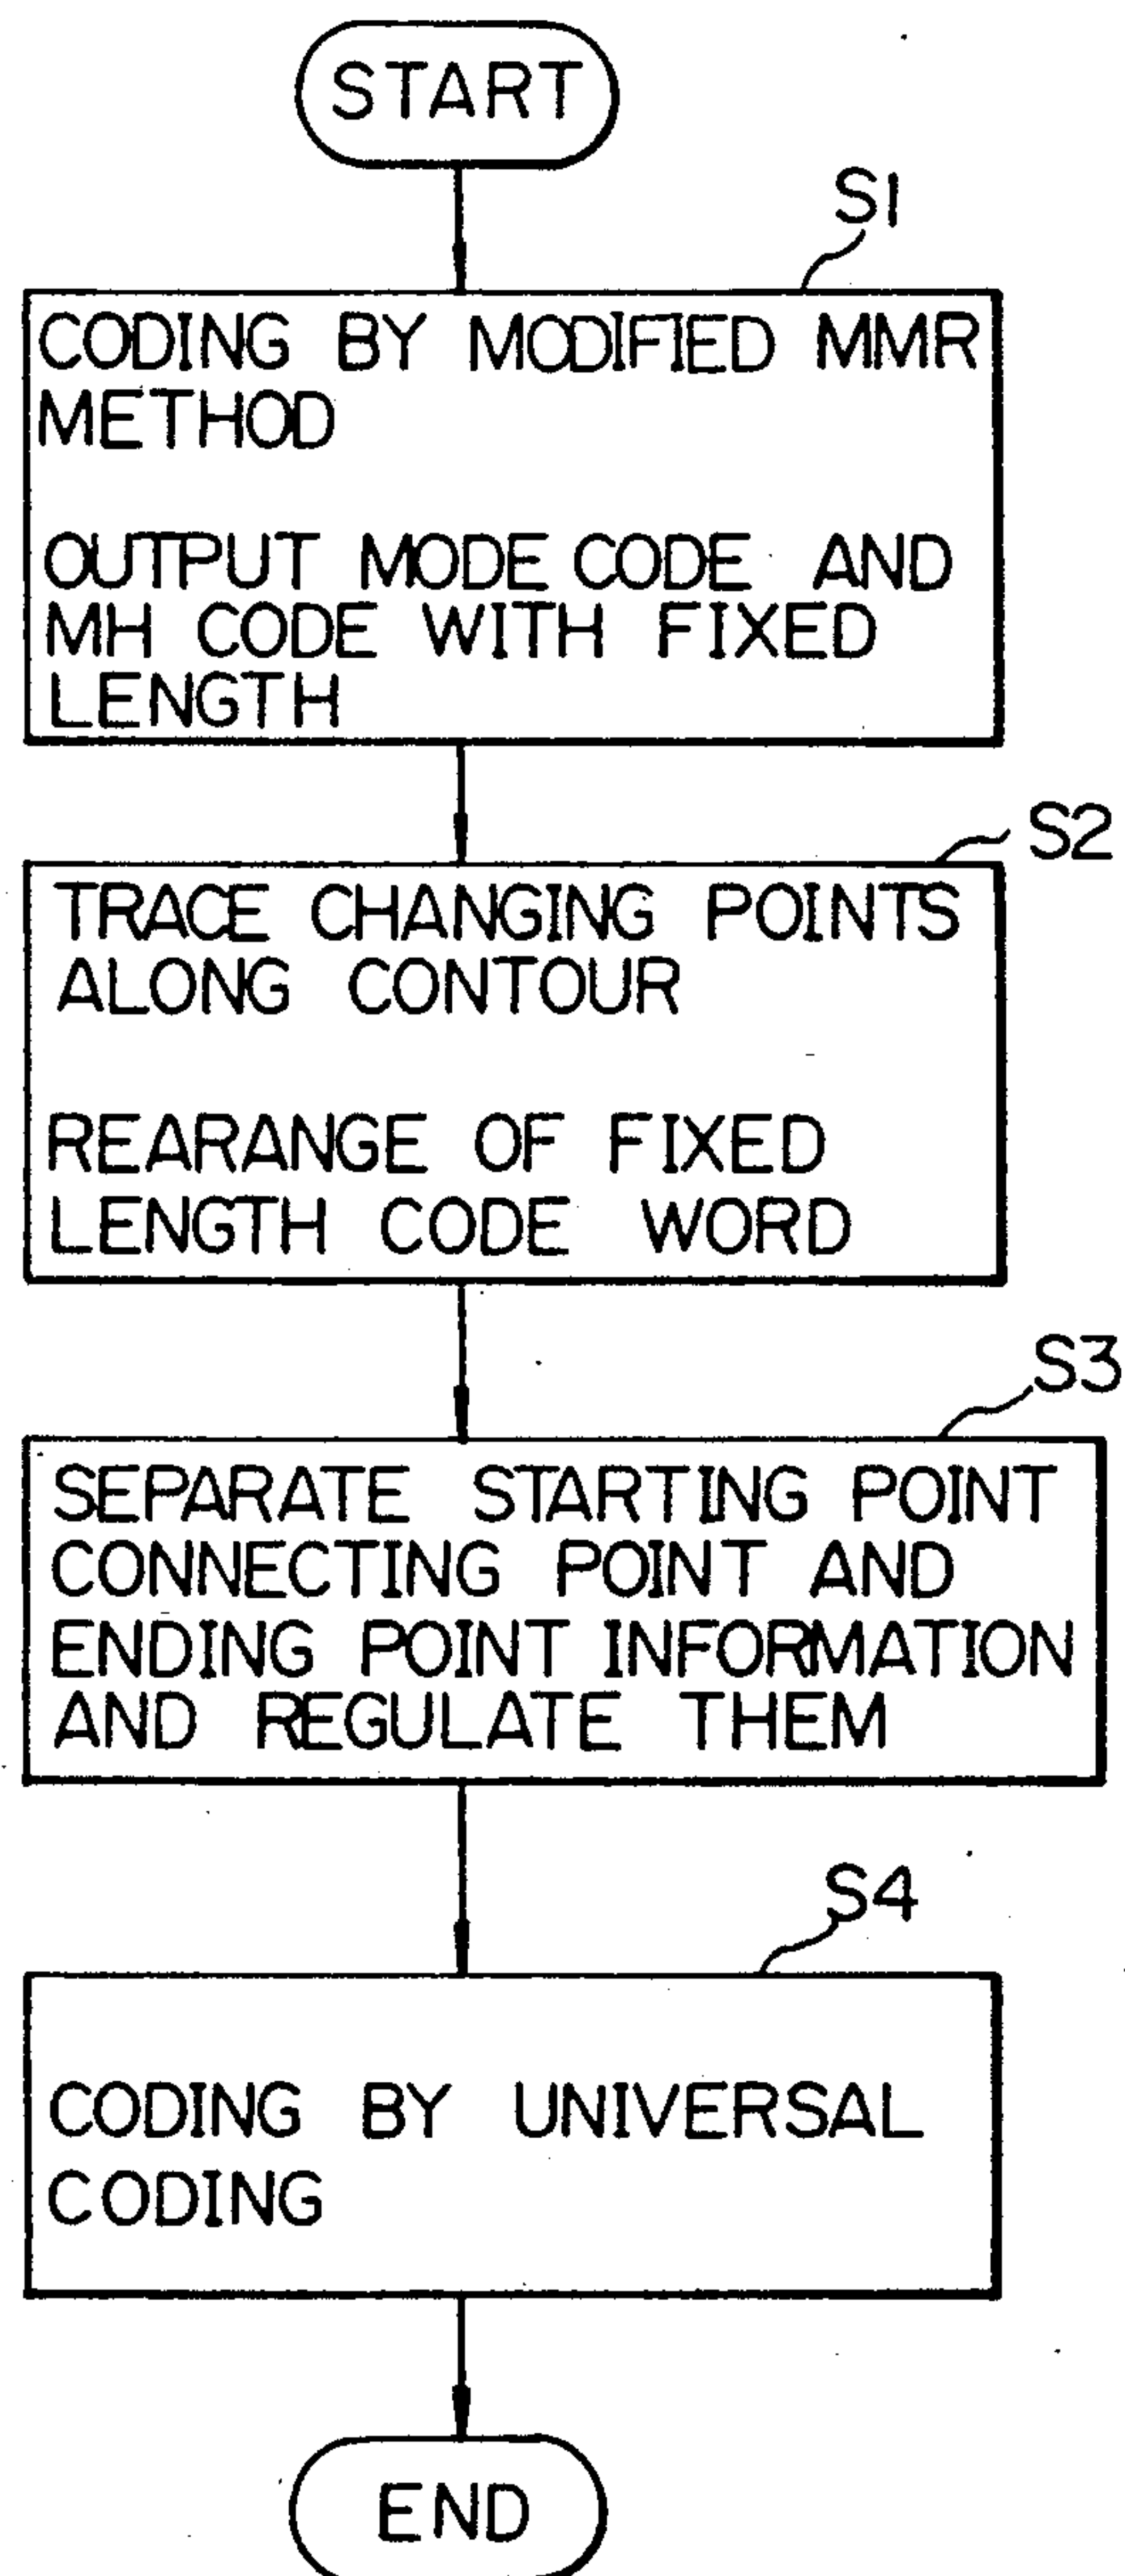 START
S1
CODING BY MODIFIED MMR
METHOD
OUTPUT MODE CODE AND
MH CODE WITH FIXED
LENGTH
S2
TRACE CHANGING POINTS
ALONG CONTOUR
REARANGE OF FIXED
LENGTH CODE WORD
S3
SEPARATE STARTING POINT
CONNECTING POINT AND
ENDING POINT INFORMATION
AND REGULATE THEM
S4
CODING BY UNIVERSAL
CODING
END